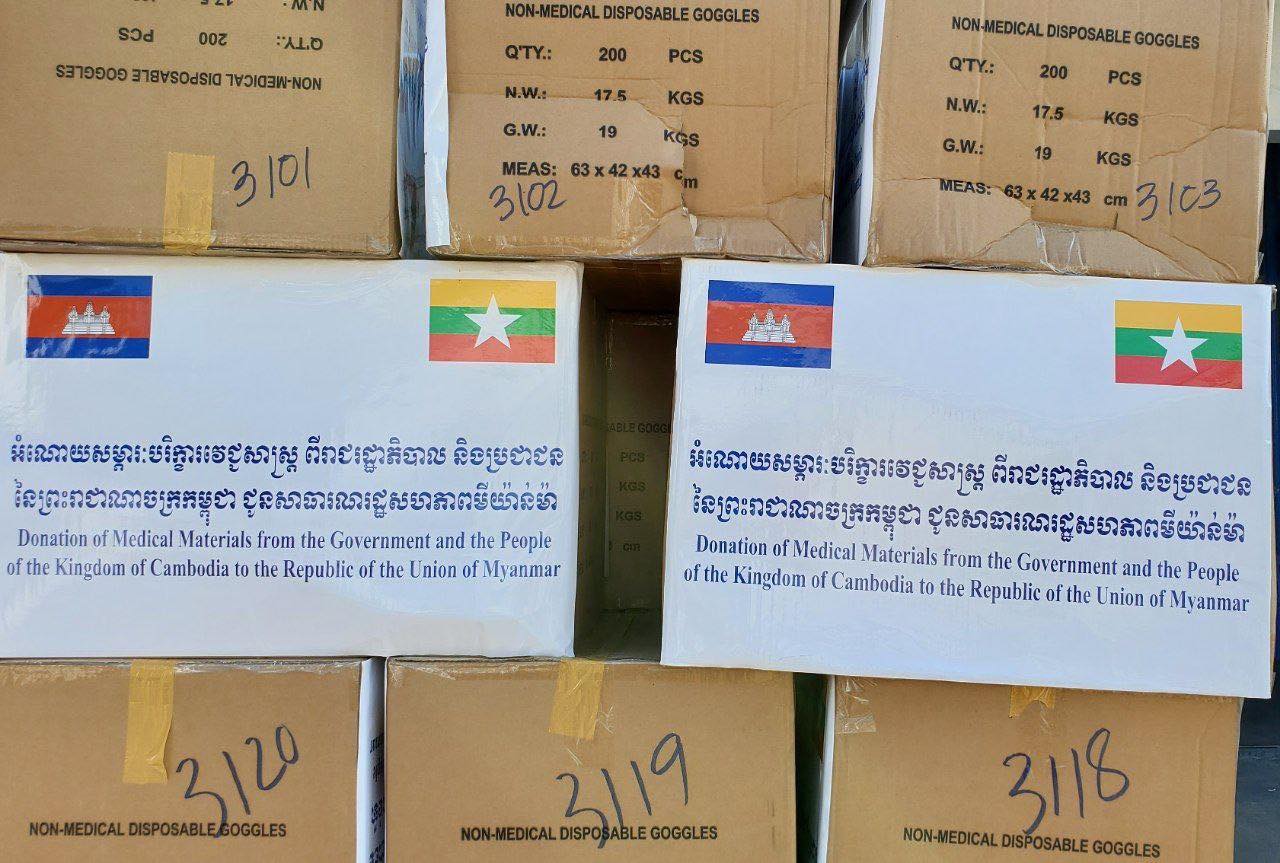 N.W.: 17.5
Q'TY.: 200 PCS
NON-MEDICAL DISPOSABLE GOGGLES
3101
NON-MEDICAL DISPOSABLE GOGGLES
Q'TY.: 200 PCS
N.W.: 17.5 KGS
G.W.: 19 KGS
MEAS: 63 x 42 x43 cm
3102
NON-MEDICAL DISPOSABLE GOGGLES
Q'TY.: 200 PCS
N.W.: 17.5 KGS
G.W.: 19 KGS
MEAS: 63 x 42 x43 cm
3103
អំណោយសម្ភារៈបរិក្ខារវេជ្ជសាស្ត្រ ពីរាជរដ្ឋាភិបាល និងប្រជាជន
នៃព្រះរាជាណាចក្រកម្ពុជា ជូនសាធារណរដ្ឋសហភាពមីយ៉ាន់ម៉ា
Donation of Medical Materials from the Government and the People
of the Kingdom of Cambodia to the Republic of the Union of Myanmar
SABLE GOGGL
PCS
KGS
KGS
cm
អំណោយសម្ភារៈបរិក្ខារវេជ្ជសាស្ត្រ ពីរាជរដ្ឋាភិបាល និងប្រជាជន
នៃព្រះរាជាណាចក្រកម្ពុជា ជូនសាធារណរដ្ឋសហភាពមីយ៉ាន់ម៉ា
Donation of Medical Materials from the Government and the People
of the Kingdom of Cambodia to the Republic of the Union of Myanmar
3120
NON-MEDICAL DISPOSABLE GOGGLES
3119
NON-MEDICAL DISPOSABLE GOGGLES
3118
NON-MEDICAL DISPOSABLE GOGGLES